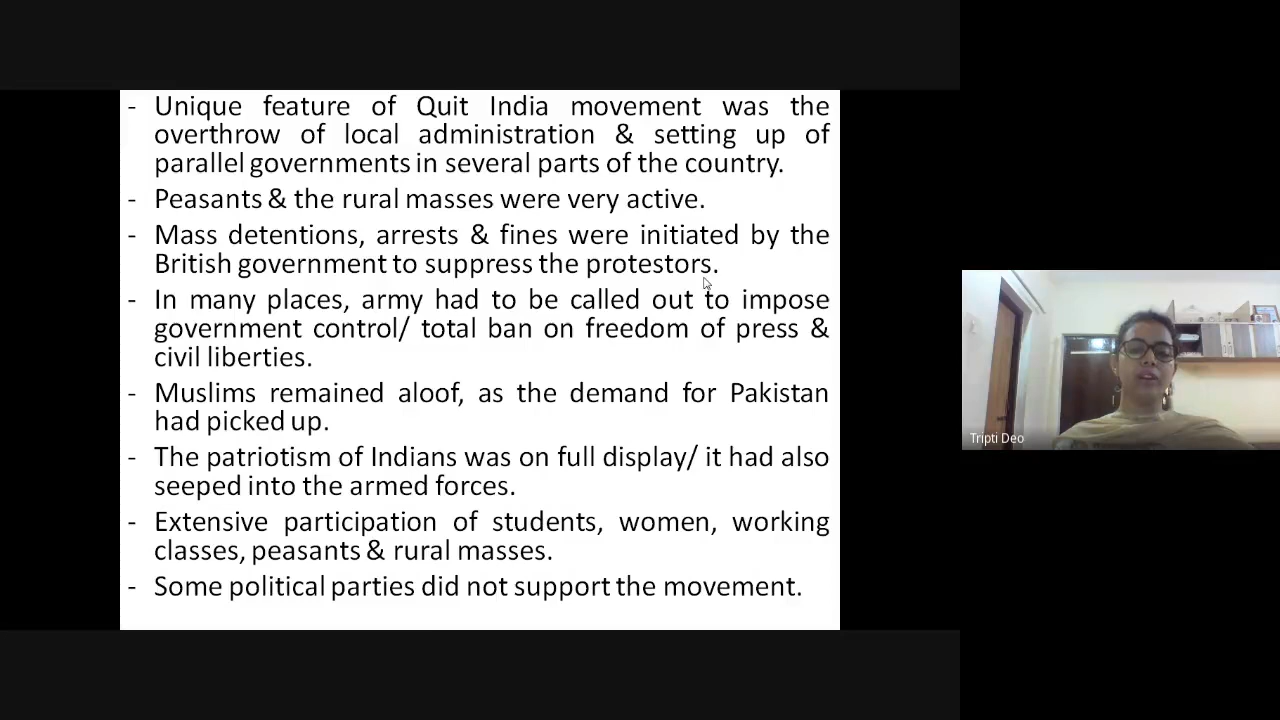 - Unique feature of Quit India movement was the
overthrow of local administration & setting up of
parallel governments in several parts of the country.
- Peasants & the rural masses were very active.
- Mass detentions, arrests & fines were initiated by the
British government to suppress the protestors.
- In many places, army had to be called out to impose
government control/ total ban on freedom of press &
civil liberties.
- Muslims remained aloof, as the demand for Pakistan
had picked up.
- The patriotism of Indians was on full display/ it had also
seeped into the armed forces.
- Extensive participation of students, women, working
classes, peasants & rural masses.
- Some political parties did not support the movement.
Tripti Deo